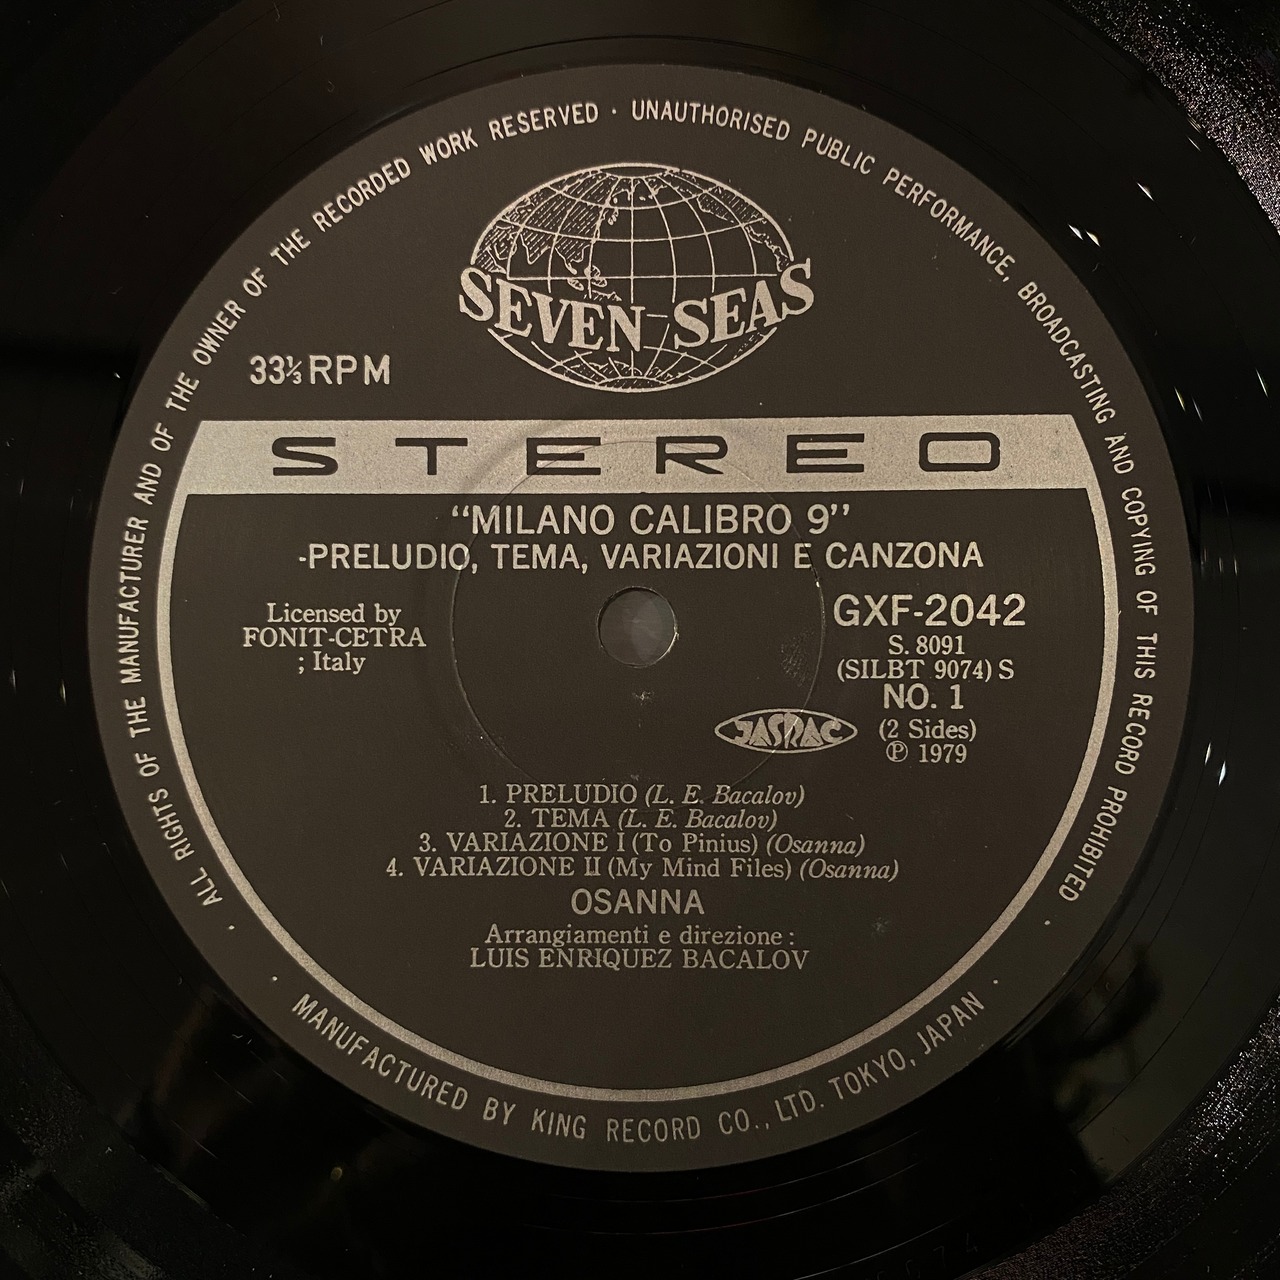 ALL RIGHTS OF THE MANUFACTURER AND OF THE OWNER OF THE RECORDED WORK RESERVED · UNAUTHORISED PUBLIC PERFORMANCE, BROADCASTING AND COPYING OF THIS RECORD PROHIBITED
SEVEN SEAS
33⅓ RPM
STEREO
“MILANO CALIBRO 9”
-PRELUDIO, TEMA, VARIAZIONI E CANZONA
Licensed by
FONIT-CETRA
; Italy
GXF-2042
S. 8091
(SILBT 9074) S
NO. 1
(2 Sides)
℗ 1979
JASRAC
1. PRELUDIO (L. E. Bacalov)
2. TEMA (L. E. Bacalov)
3. VARIAZIONE I (To Pinius) (Osanna)
4. VARIAZIONE II (My Mind Files) (Osanna)
OSANNA
Arrangiamenti e direzione :
LUIS ENRIQUEZ BACALOV
· MANUFACTURED BY KING RECORD CO., LTD. TOKYO, JAPAN ·